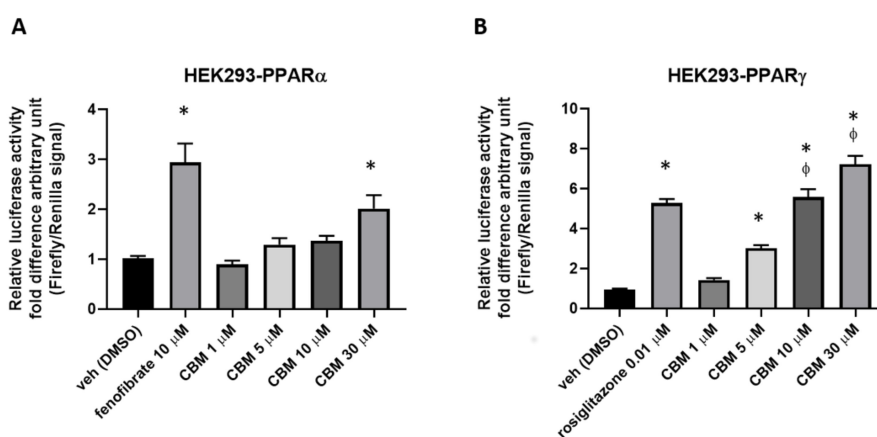 A
HEK293-PPARα
Relative luciferase activity
fold difference arbitrary unit
(Firefly/Renilla signal)
4
3
2
1
0
*
*
veh (DMSO)
fenofibrate 10 μM
CBM 1 μM
CBM 5 μM
CBM 10 μM
CBM 30 μM
B
HEK293-PPARγ
Relative luciferase activity
fold difference arbitrary unit
(Firefly/Renilla signal)
10
8
6
4
2
0
*
*
*
ϕ
*
ϕ
veh (DMSO)
rosiglitazone 0.01 μM
CBM 1 μM
CBM 5 μM
CBM 10 μM
CBM 30 μM